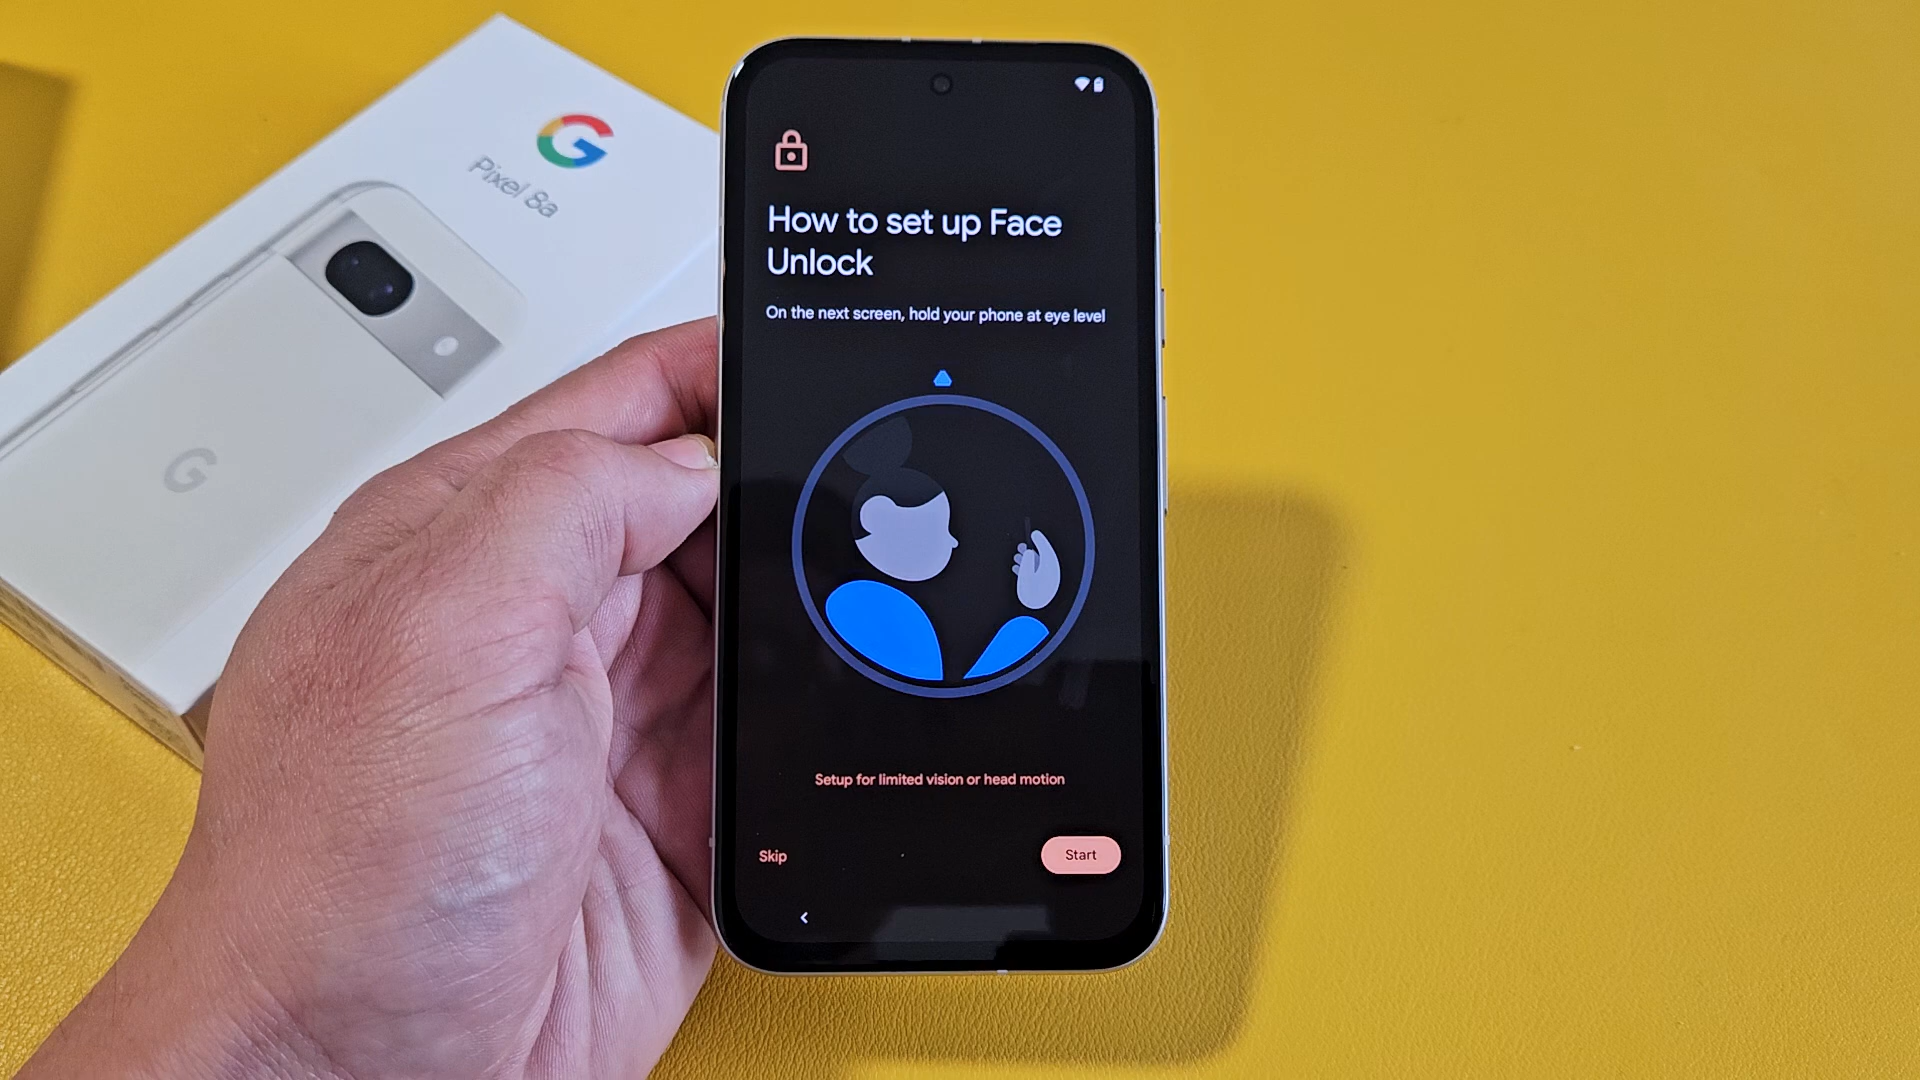 Pixel 8a
How to set up Face
Unlock
On the next screen, hold your phone at eye level
Setup for limited vision or head motion
Skip
Start